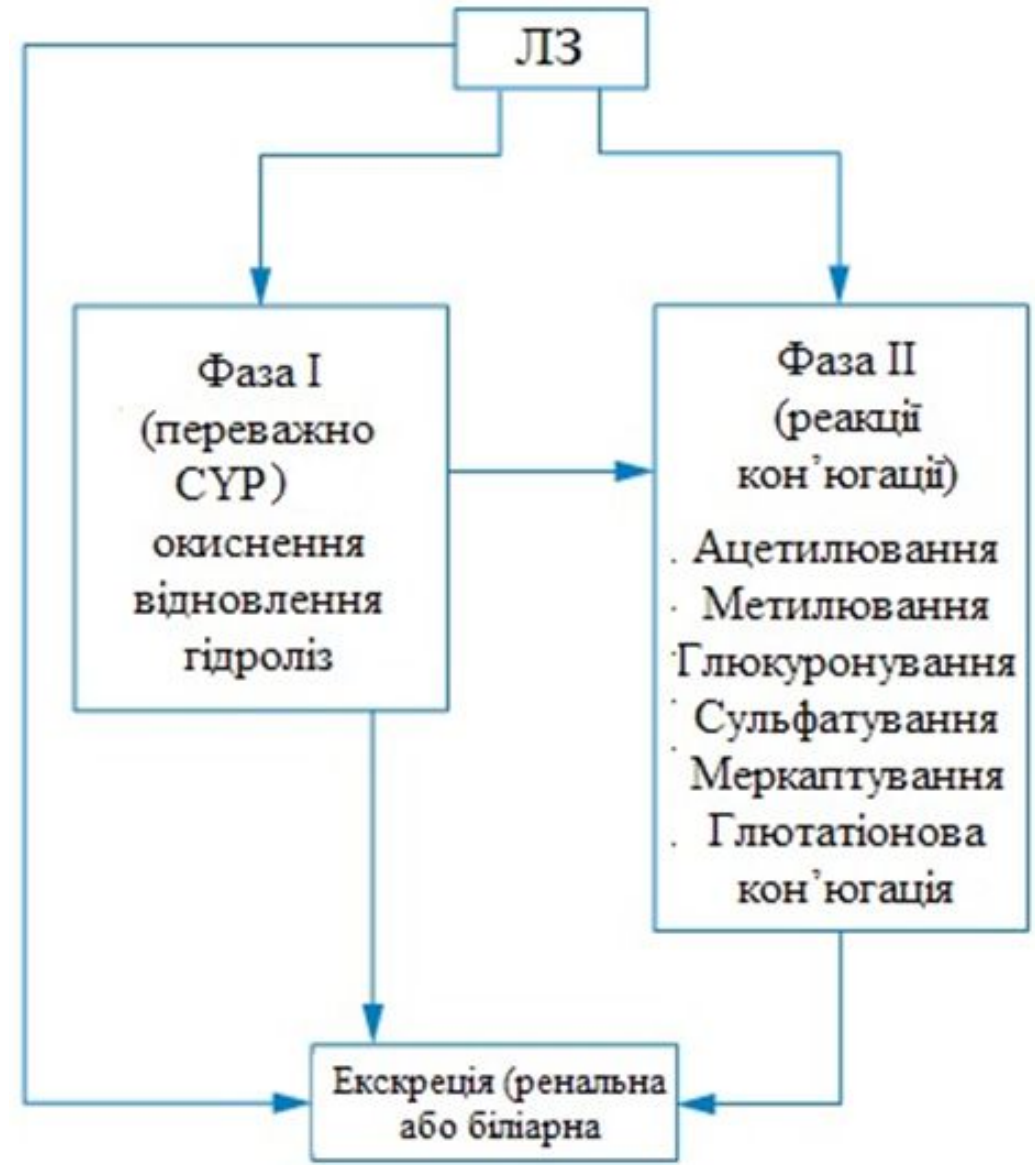 ЛЗ
Фаза I
(переважно
CYP)
окиснення
відновлення
гідроліз
Фаза II
(реакції
кон’югації)
. Ацетилювання
· Метилювання
· Глюкуронування
· Сульфатування
· Меркаптування
. Глютатіонова
кон’югація
Екскреція (ренальна
або біліарна